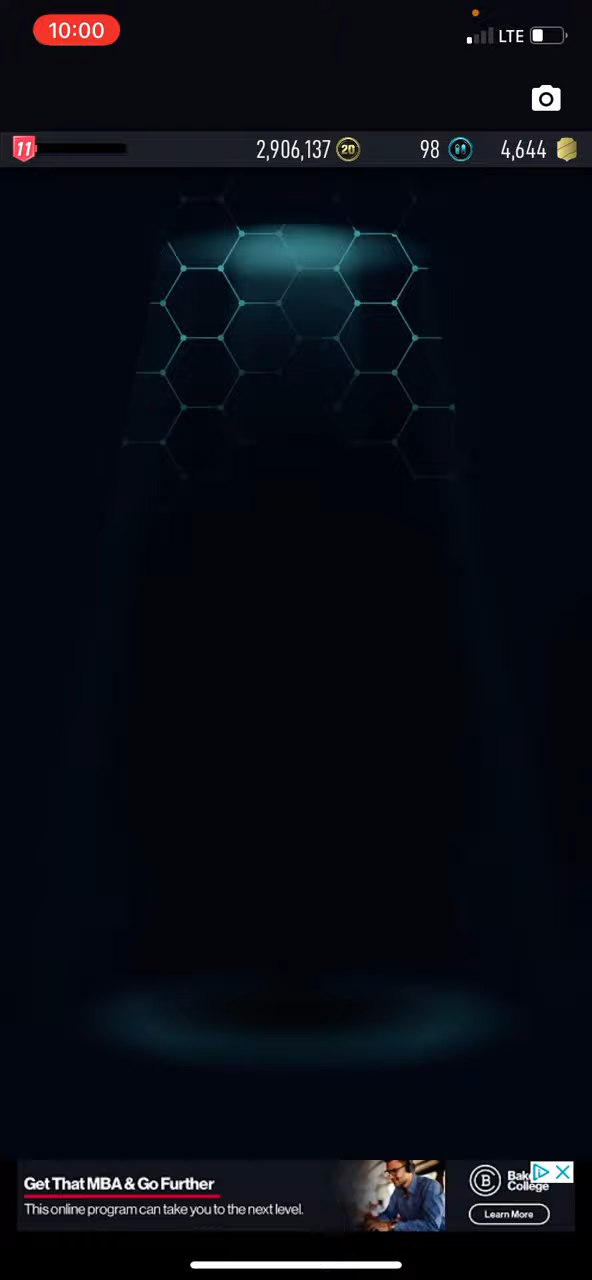 10:00
LTE
11
2,906,137
20
98
4,644
Get That MBA & Go Further
This online program can take you to the next level.
B
College
Learn More